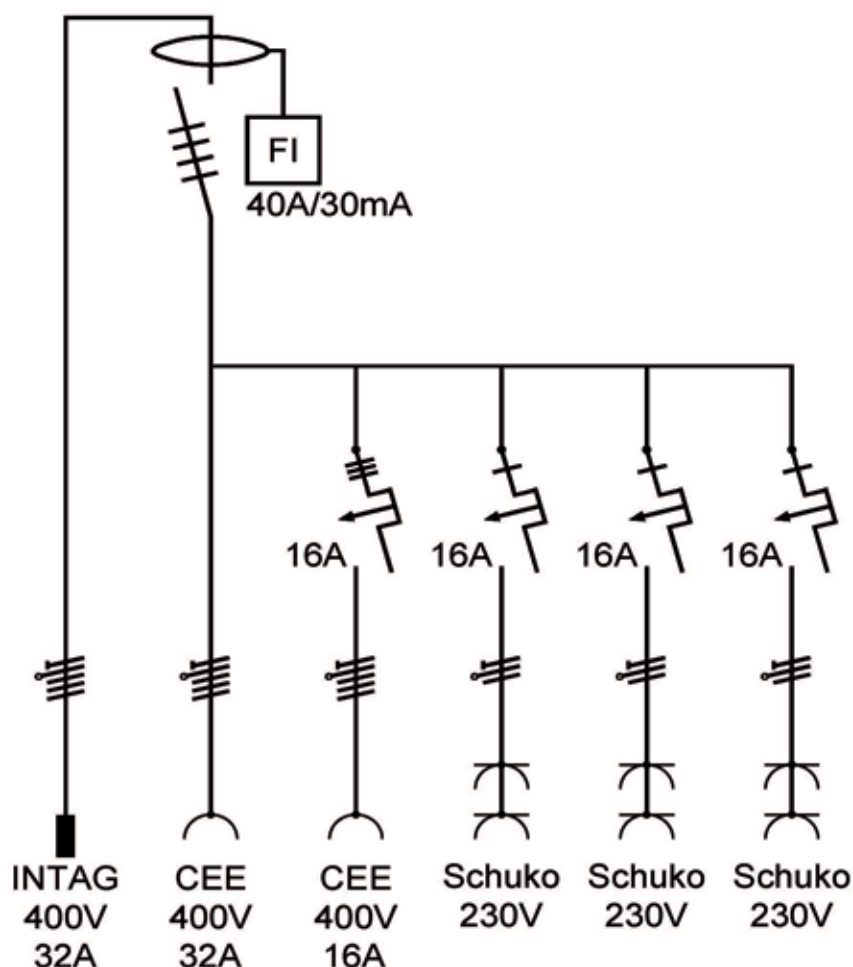 FI
40A/30mA
16A
16A
16A
16A
INTAG
400V
32A
CEE
400V
32A
CEE
400V
16A
Schuko
230V
Schuko
230V
Schuko
230V